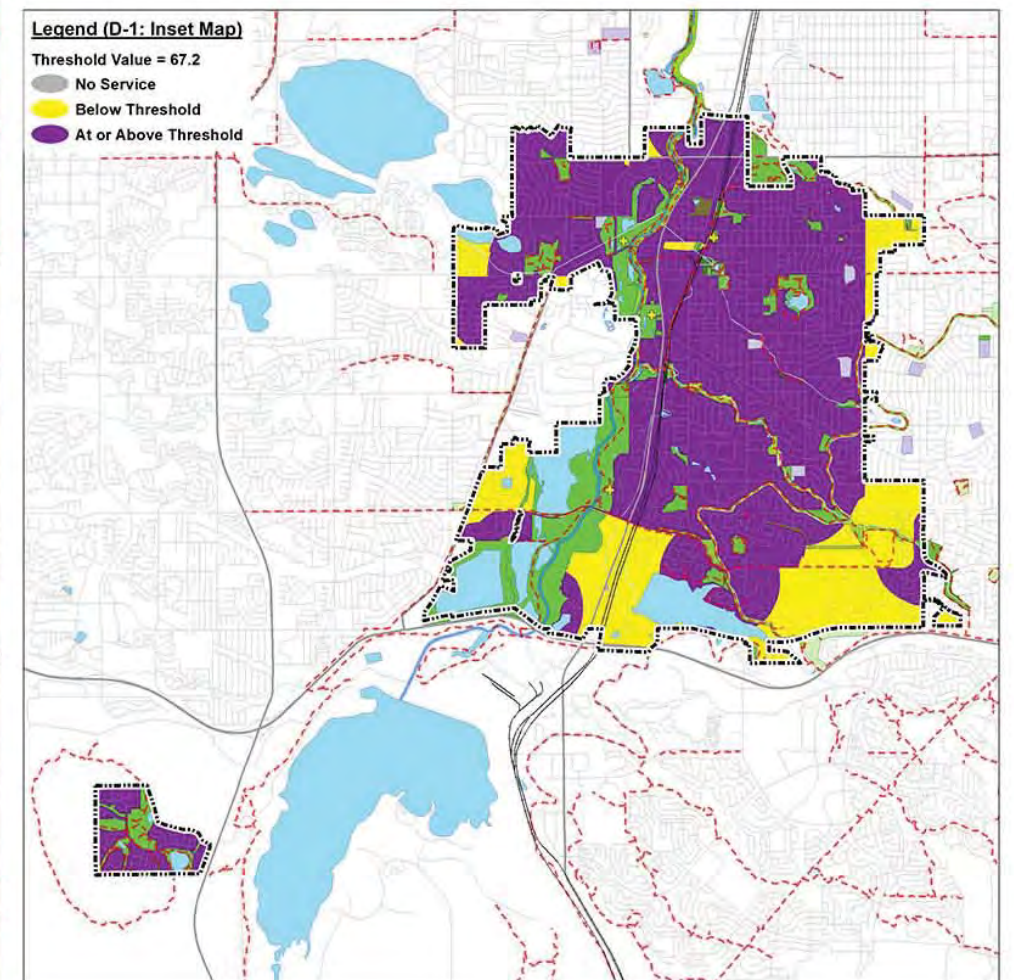 Legend (D-1: Inset Map)
Threshold Value = 67.2
No Service
Below Threshold
At or Above Threshold